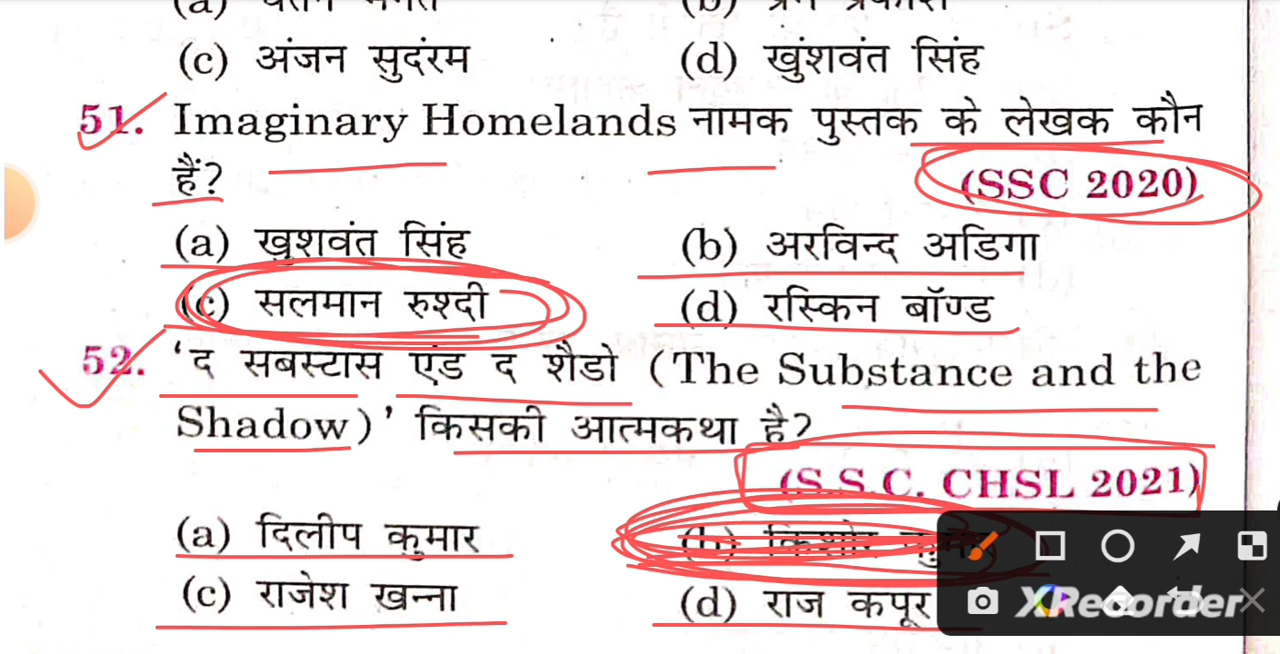 (c) अंजन सुदंरम (d) खुंशवंत सिंह
51. Imaginary Homelands नामक पुस्तक के लेखक कौन
हैं? (SSC 2020)
(a) खुशवंत सिंह (b) अरविन्द अडिगा
(c) सलमान रुश्दी (d) रस्किन बॉण्ड
52. ‘द सबस्टास एंड द शैडो (The Substance and the
Shadow)’ किसकी आत्मकथा है?
(S.S.C. CHSL 2021)
(a) दिलीप कुमार (b) किशोर
(c) राजेश खन्ना (d) राज कपूर
XRecorder